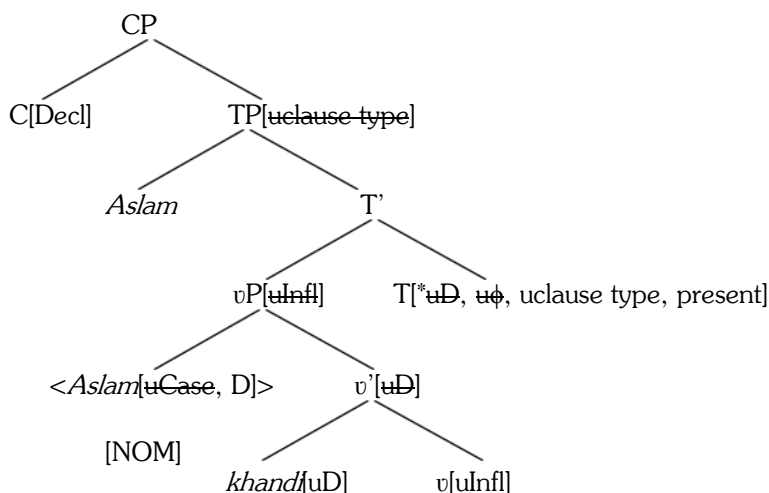 CP
C[Decl] TP[uclause type]
Aslam T’
vP[uInfl] T[*uD, uϕ, uclause type, present]
<Aslam[uCase, D]> v’[uD]
[NOM]
khandi[uD] v[uInfl]